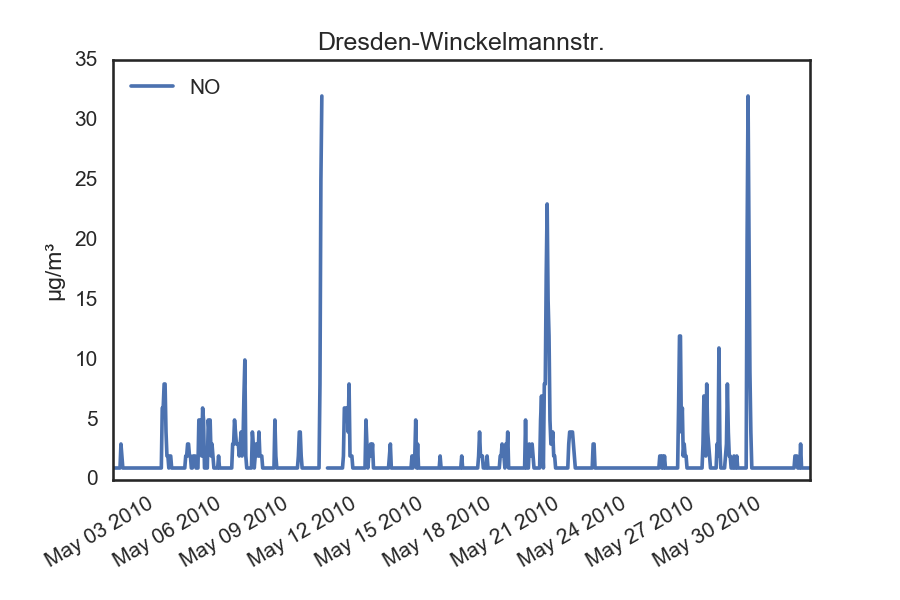 Dresden-Winckelmannstr.
35
30
25
20
15
10
5
0
µg/m³
NO
May 03 2010
May 06 2010
May 09 2010
May 12 2010
May 15 2010
May 18 2010
May 21 2010
May 24 2010
May 27 2010
May 30 2010